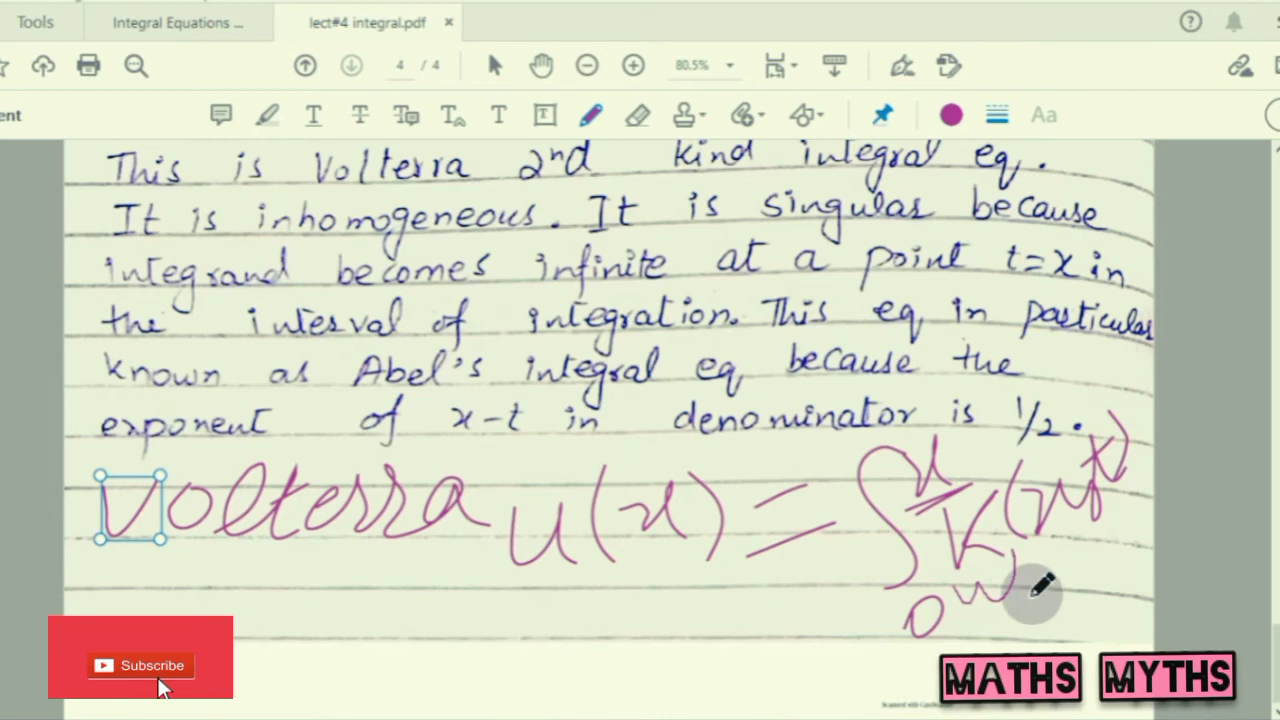 Tools Integral Equations ... lect#4 integral.pdf ×
4 / 4 80.5%
ent Aa
This is Volterra 2nd kind integral eq.
It is inhomogeneous. It is singular because
integrand becomes infinite at a point t=x in
the interval of integration. This eq in particular
known as Abel's integral eq because the
exponent of x-t in denominator is 1/2.
Volterra u(x) = ∫
Subscribe
MATHS MYTHS